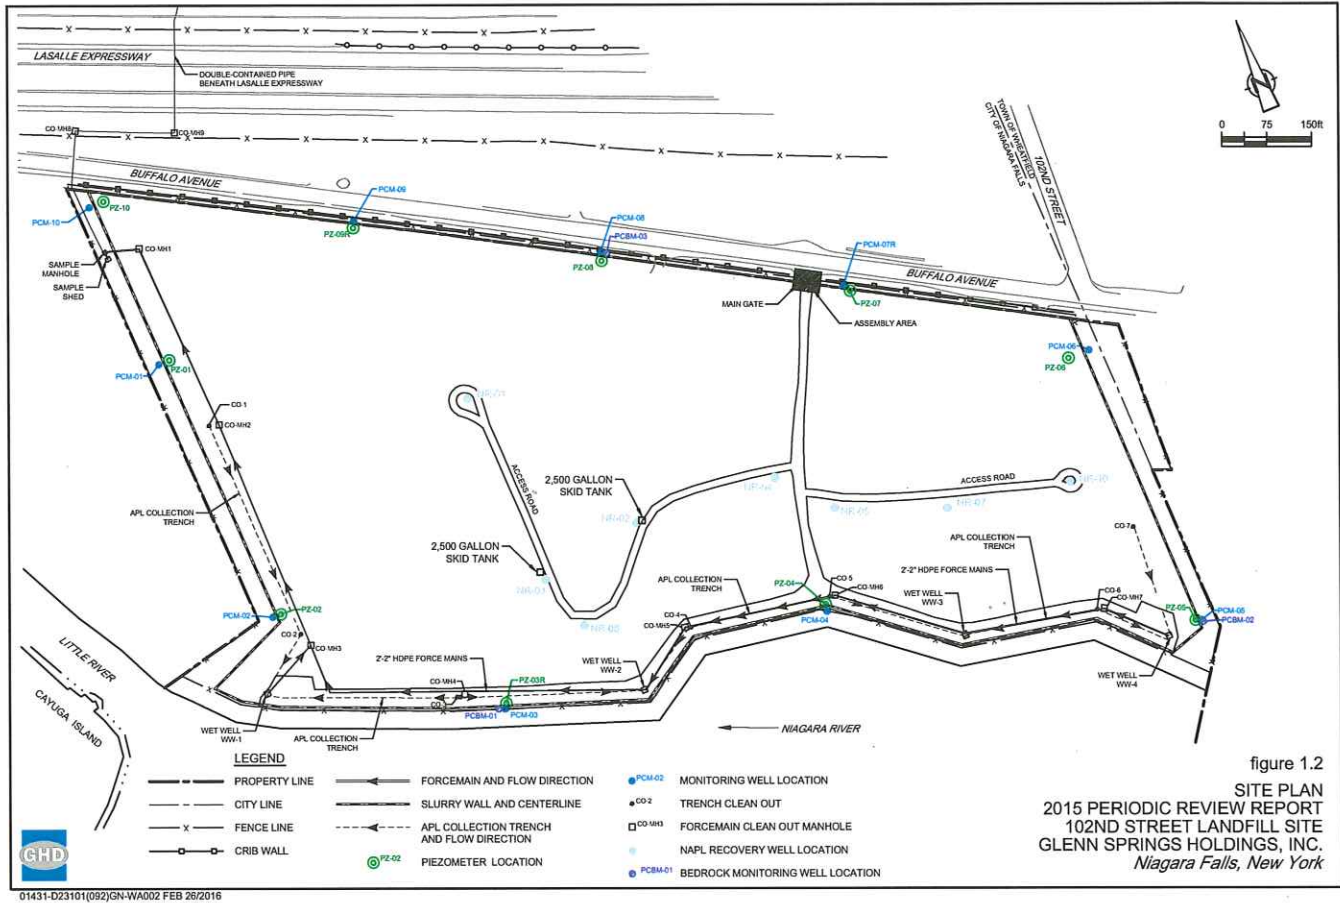 LASALLE EXPRESSWAY
DOUBLE-CONTAINED PIPE
BENEATH LASALLE EXPRESSWAY
CO-MH8
CO-MH9
BUFFALO AVENUE
TOWN OF WHEATFIELD
CITY OF NIAGARA FALLS
102ND STREET
0 75 150ft
PCM-09
PCM-10
PZ-10
PZ-09R
PCM-08
PCBM-03
PZ-08
PCM-07R
BUFFALO AVENUE
CO-MH1
SAMPLE
MANHOLE
SAMPLE
SHED
MAIN GATE
PZ-07
ASSEMBLY AREA
PCM-06
PZ-06
PCM-01
PZ-01
CO-1
CO-MH2
ACCESS ROAD
2,500 GALLON
SKID TANK
NR-02
ACCESS ROAD
NR-10
NR-05
NR-07
APL COLLECTION
TRENCH
CO-7
2,500 GALLON
SKID TANK
NR-03
APL COLLECTION
TRENCH
2'-2" HDPE FORCE MAINS
APL COLLECTION
TRENCH
PZ-04
CO-5
CO-MH6
CO-6
CO-MH7
WET WELL
WW-3
PCM-04
PCM-02
PZ-02
CO-4
CO-MH5
PZ-05
PCM-05
PCBM-02
CO-2
CO-MH3
LITTLE RIVER
CAYUGA ISLAND
2'-2" HDPE FORCE MAINS
WET WELL
WW-2
WET WELL
WW-4
CO-MH4
PZ-03R
PCBM-01
PCM-03
WET WELL
WW-1
APL COLLECTION
TRENCH
NIAGARA RIVER
LEGEND
PROPERTY LINE
CITY LINE
FENCE LINE
CRIB WALL
FORCEMAIN AND FLOW DIRECTION
SLURRY WALL AND CENTERLINE
APL COLLECTION TRENCH
AND FLOW DIRECTION
PZ-02 PIEZOMETER LOCATION
PCM-02 MONITORING WELL LOCATION
CO-2 TRENCH CLEAN OUT
CO-MH3 FORCEMAIN CLEAN OUT MANHOLE
NAPL RECOVERY WELL LOCATION
PCBM-01 BEDROCK MONITORING WELL LOCATION
figure 1.2
SITE PLAN
2015 PERIODIC REVIEW REPORT
102ND STREET LANDFILL SITE
GLENN SPRINGS HOLDINGS, INC.
Niagara Falls, New York
GHD
01431-D23101(092)GN-WA002 FEB 26/2016